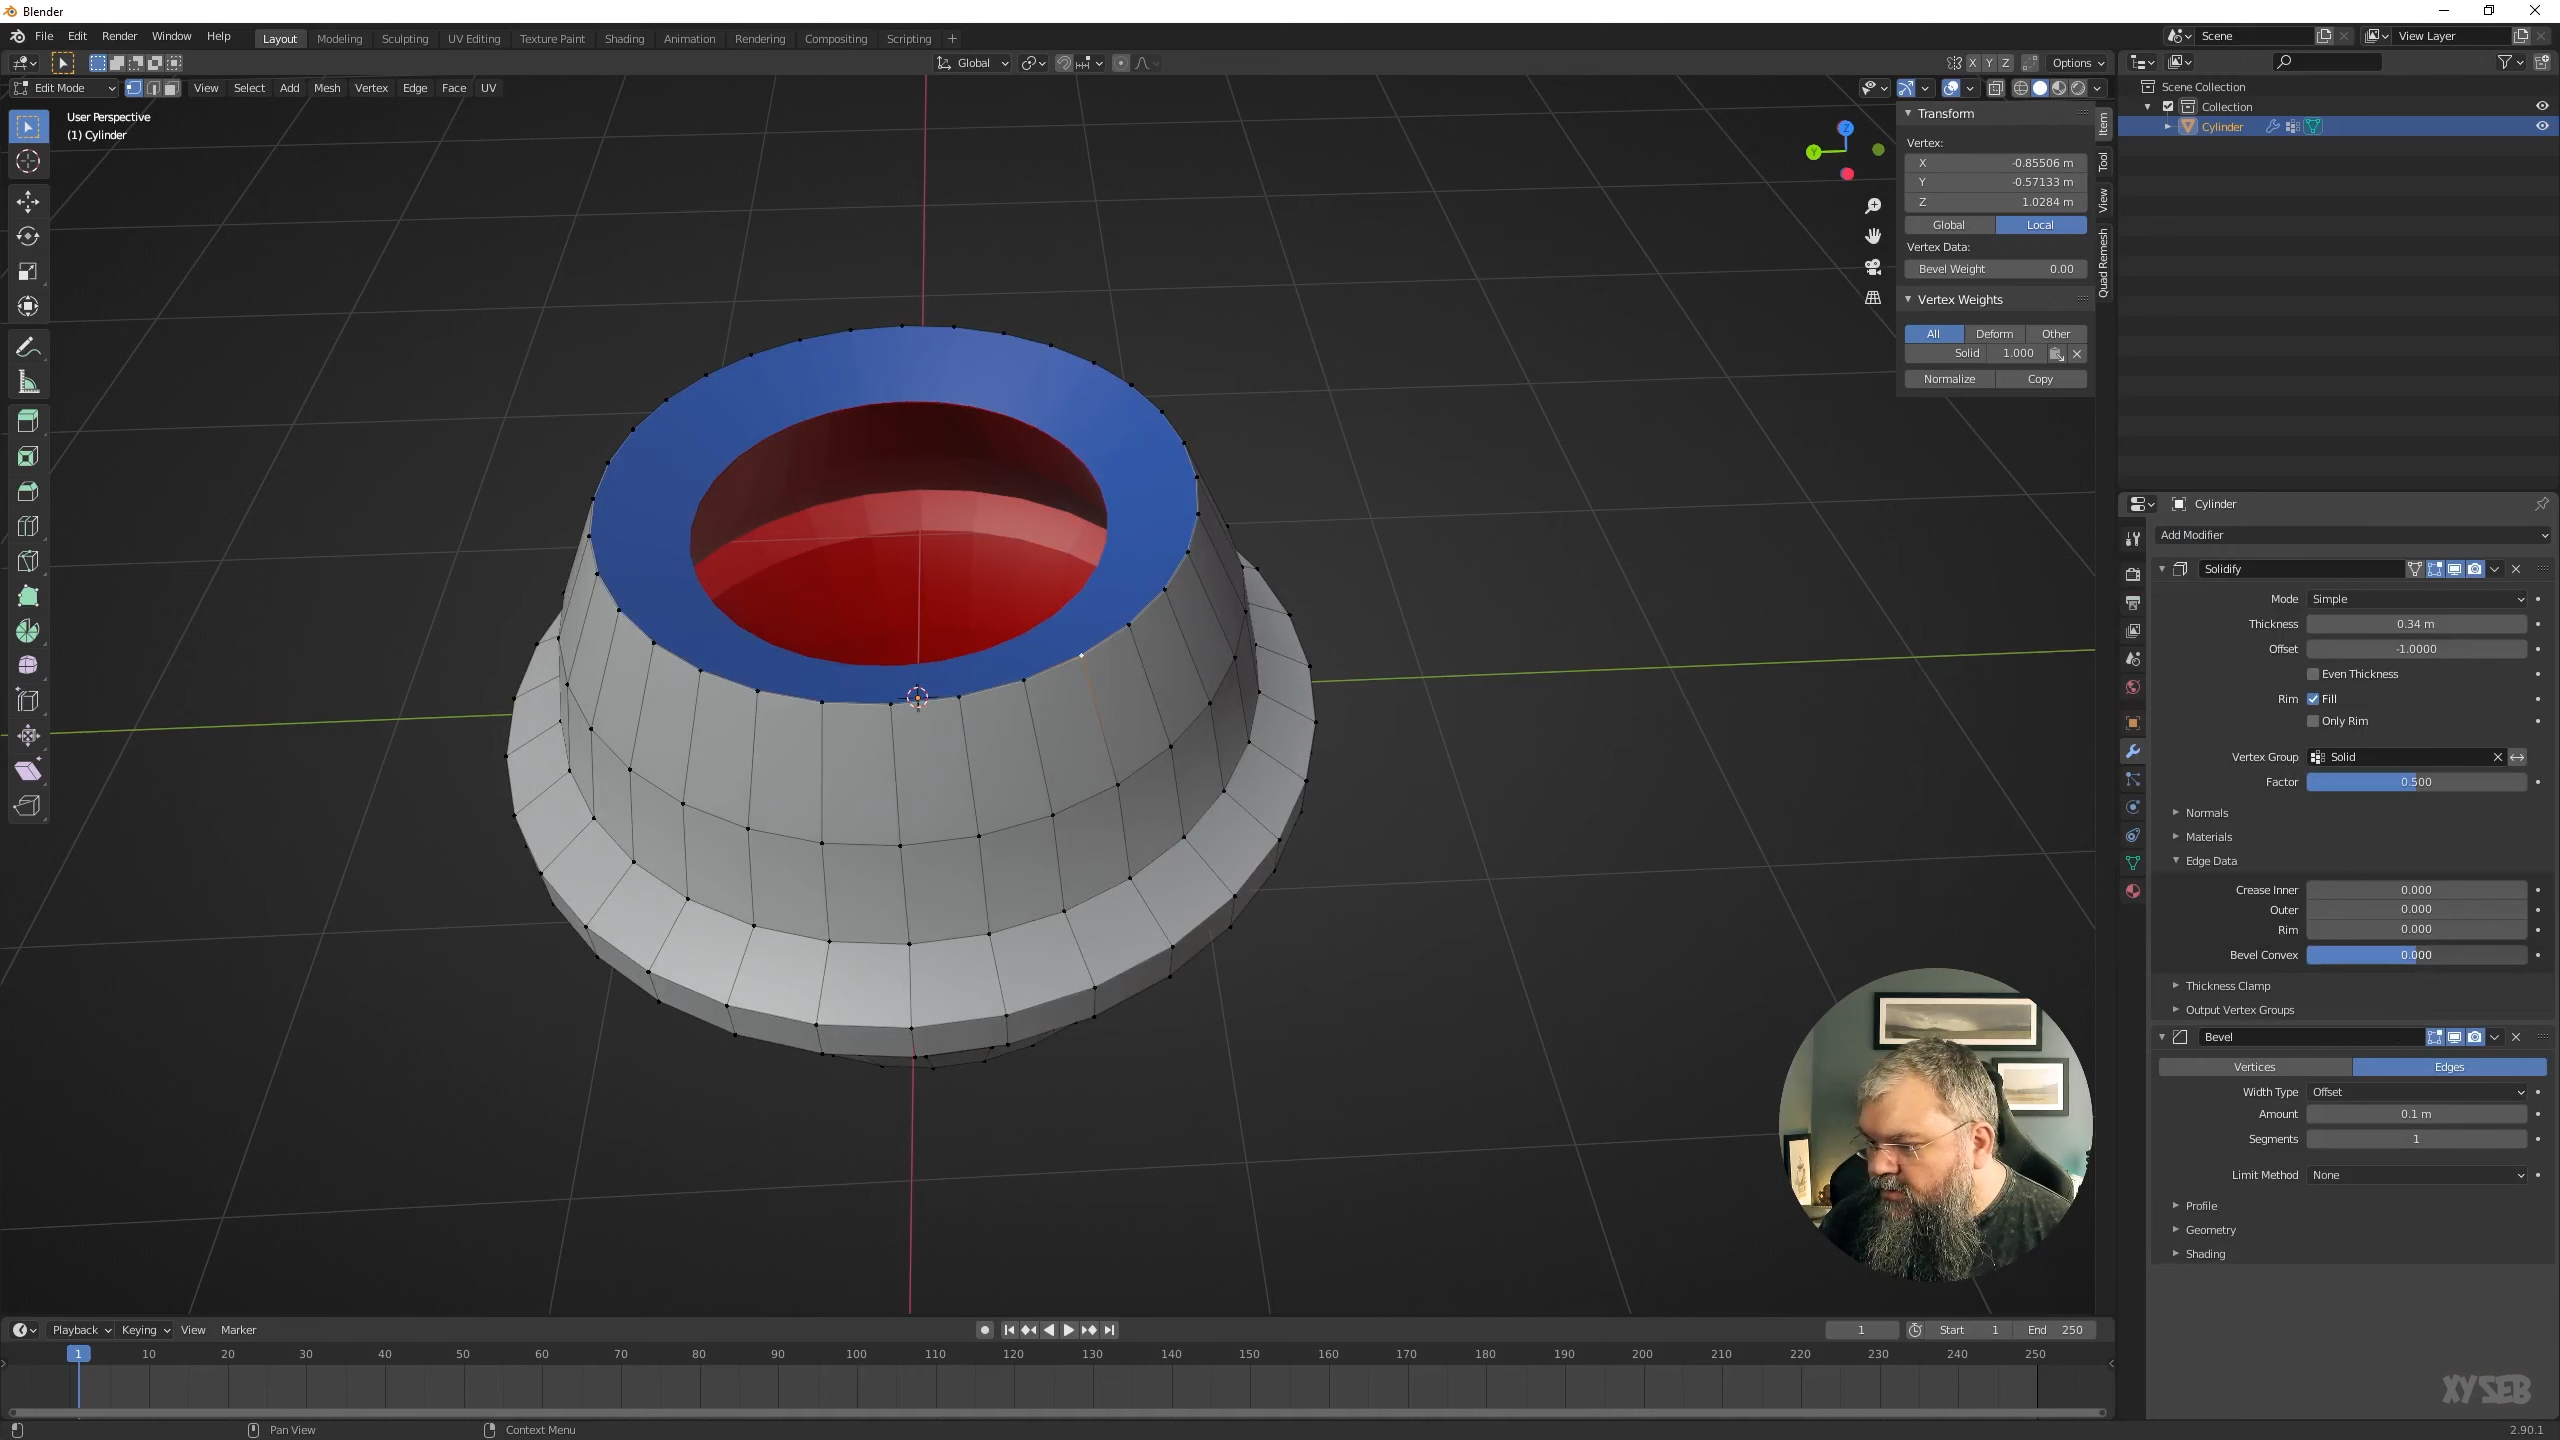 Blender
File Edit Render Window Help Layout Modeling Sculpting UV Editing Texture Paint Shading Animation Rendering Compositing Scripting + Scene View Layer
Global X Y Z Options
Edit Mode View Select Add Mesh Vertex Edge Face UV
User Perspective
(1) Cylinder
Z
Y
Transform
Vertex:
X -0.85506 m
Y -0.57133 m
Z 1.0284 m
Global Local
Vertex Data:
Bevel Weight 0.00
Vertex Weights
All Deform Other
Solid 1.000
Normalize Copy
Item
Tool
View
Quad Remesh
Scene Collection
Collection
Cylinder
Cylinder
Add Modifier
Solidify
Mode Simple
Thickness 0.34 m
Offset -1.0000
Even Thickness
Rim Fill
Only Rim
Vertex Group Solid
Factor 0.500
Normals
Materials
Edge Data
Crease Inner 0.000
Outer 0.000
Rim 0.000
Bevel Convex 0.000
Thickness Clamp
Output Vertex Groups
Bevel
Vertices Edges
Width Type Offset
Amount 0.1 m
Segments 1
Limit Method None
Profile
Geometry
Shading
Playback Keying View Marker 1 Start 1 End 250
1 10 20 30 40 50 60 70 80 90 100 110 120 130 140 150 160 170 180 190 200 210 220 230 240 250
XYSEB
Pan View Context Menu 2.90.1